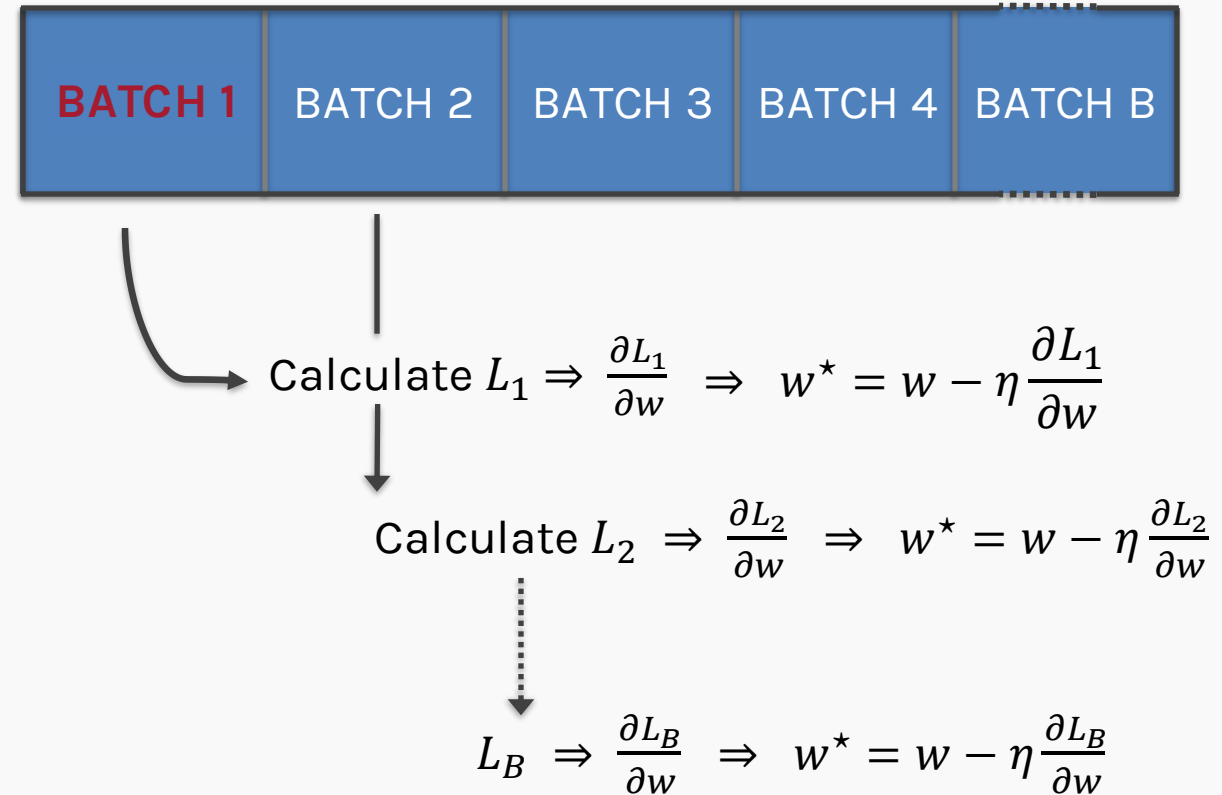 BATCH 1 BATCH 2 BATCH 3 BATCH 4 BATCH B
Calculate L₁ ⇒ ∂L₁/∂w ⇒ w⋆ = w − η ∂L₁/∂w
Calculate L₂ ⇒ ∂L₂/∂w ⇒ w⋆ = w − η ∂L₂/∂w
L_B ⇒ ∂L_B/∂w ⇒ w⋆ = w − η ∂L_B/∂w